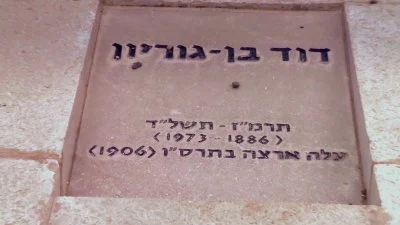 דוד בן-גוריון
תרמ"ז - תשל"ד
(1886 - 1973)
עלה ארצה בתרס"ו (1906)